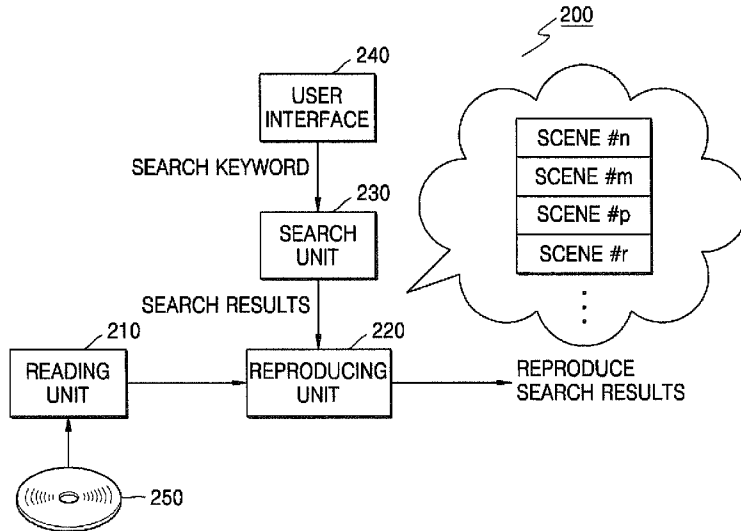 200
240
USER
INTERFACE
SCENE #n
SCENE #m
SCENE #p
SCENE #r
SEARCH KEYWORD
230
SEARCH
UNIT
SEARCH RESULTS
210
220
READING
UNIT
REPRODUCING
UNIT
REPRODUCE
SEARCH RESULTS
250